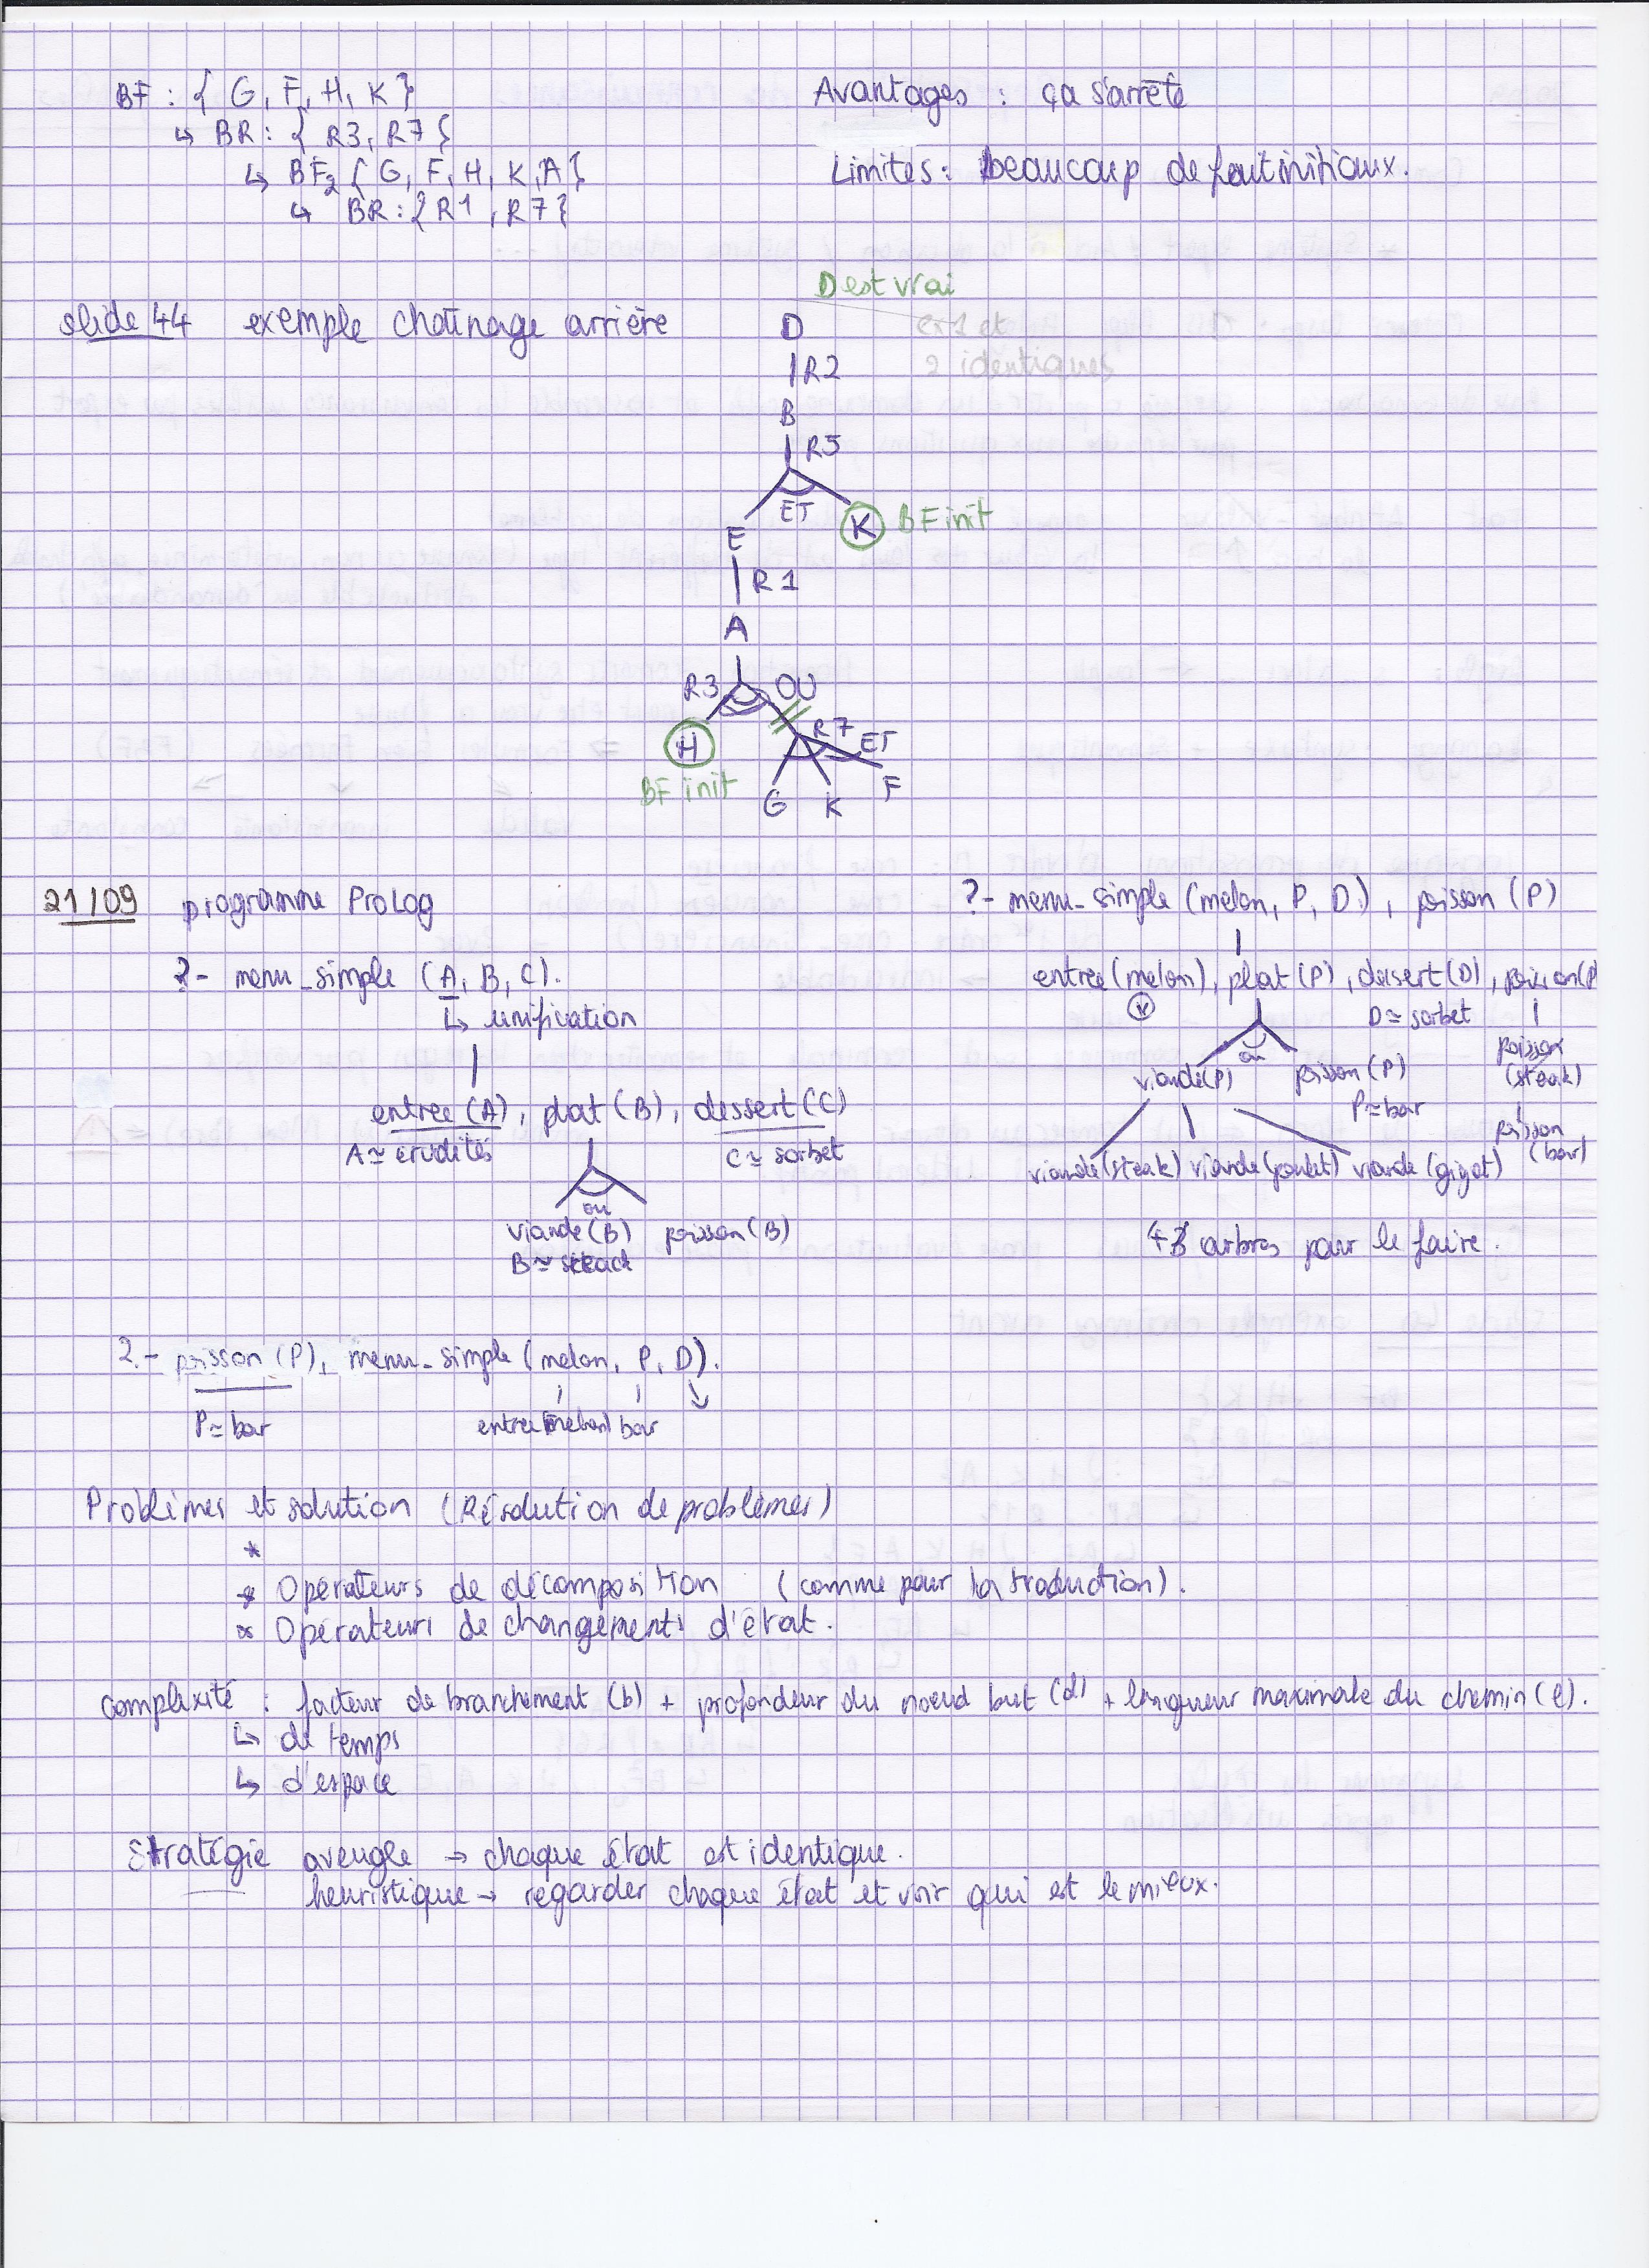 BF : { G, F, H, K }
↳ BR : { R3, R7 }
↳ BF2 { G, F, H, K, A }
↳ BR : { R1, R7 }
Avantages : ça s'arrête
Limites : beaucoup de initiaux.
D est vrai
slide 44 exemple chaînage arrière
D
er 1 et
2 identiques
R2
B
R5
ET
E
K BF init
R1
A
R3 OU
H
R7 ET
BF init
G K F
21/09 programme ProLog
?- menu_simple (A, B, C).
↳ unification
entree (A), plat (B), dessert (C)
A ≃ crudités
C ≃ sorbet
ou
viande (B) poisson (B)
B ≃ steack
?- menu_simple (melon, P, D), poisson (P)
entree (melon), plat (P), dessert (D), poisson (P
V
D ≃ sorbet
ou
viande (P) poisson (P)
P ≃ bar
poisson
(steak)
poisson
(bar)
viande (steak) viande (poulet) viande (gigot)
arbres pour le faire.
?- poisson (P), menu_simple (melon, P, D).
P ≃ bar
entree (melon) bar
Problèmes et solution (Résolution de problèmes)
*
* Opérateurs de décomposition (comme pour la traduction).
* Opérateurs de changements d'état.
complexité : facteur de branchement (b) + profondeur du noeud but (d) + longueur maximale du chemin (l).
↳ de temps
↳ d'espace
Stratégie aveugle → chaque état est identique.
heuristique → regarder chaque état et voir qui est le mieux.